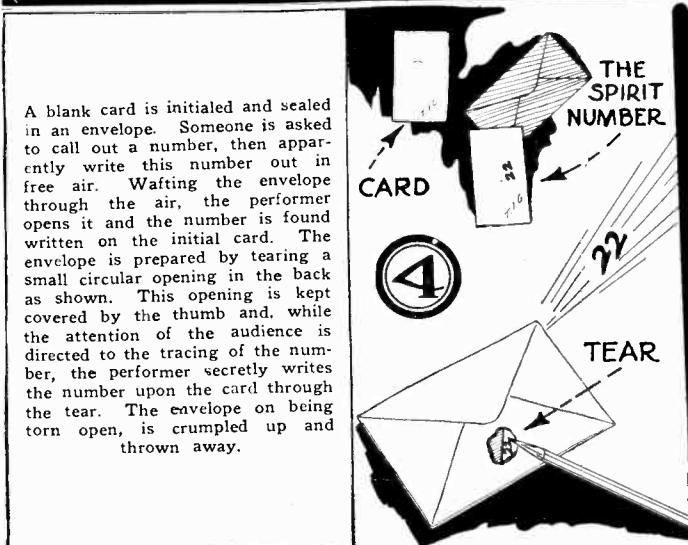 A blank card is initialed and sealed
in an envelope. Someone is asked
to call out a number, then appar-
ently write this number out in
free air. Wafting the envelope
through the air, the performer
opens it and the number is found
written on the initial card. The
envelope is prepared by tearing a
small circular opening in the back
as shown. This opening is kept
covered by the thumb and, while
the attention of the audience is
directed to the tracing of the num-
ber, the performer secretly writes
the number upon the card through
the tear. The envelope on being
torn open, is crumpled up and
thrown away.
THE
SPIRIT
NUMBER
CARD
22
4
22
TEAR